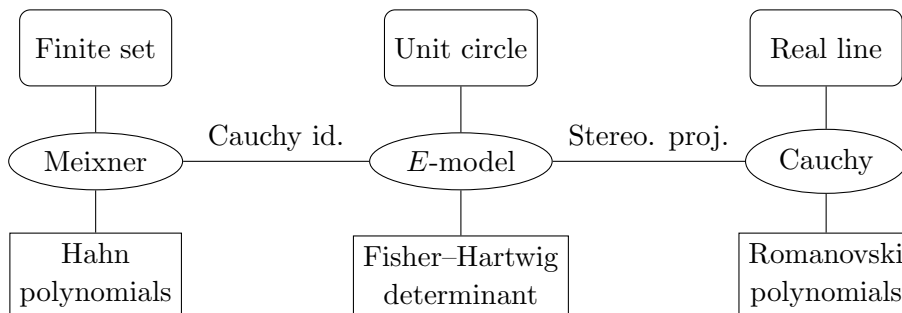 Finite set
Unit circle
Real line
Cauchy id.
Stereo. proj.
Meixner
E-model
Cauchy
Hahn
polynomials
Fisher–Hartwig
determinant
Romanovski
polynomials